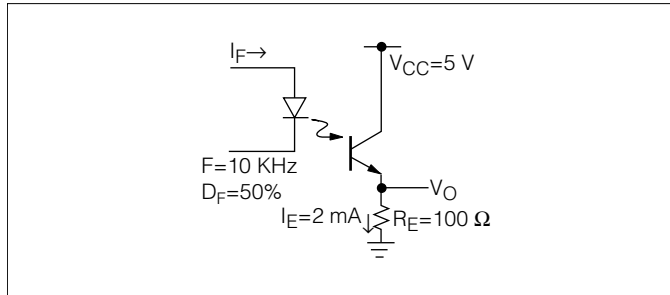 I_F→
V_CC=5 V
F=10 KHz
D_F=50%
V_O
I_E=2 mA
R_E=100 Ω